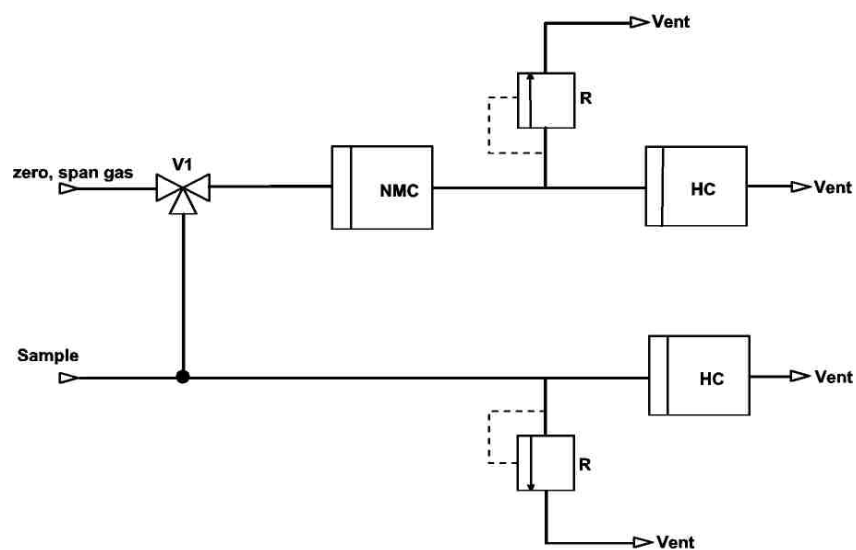 Vent
R
V1
zero, span gas
NMC
HC
Vent
Sample
HC
Vent
R
Vent